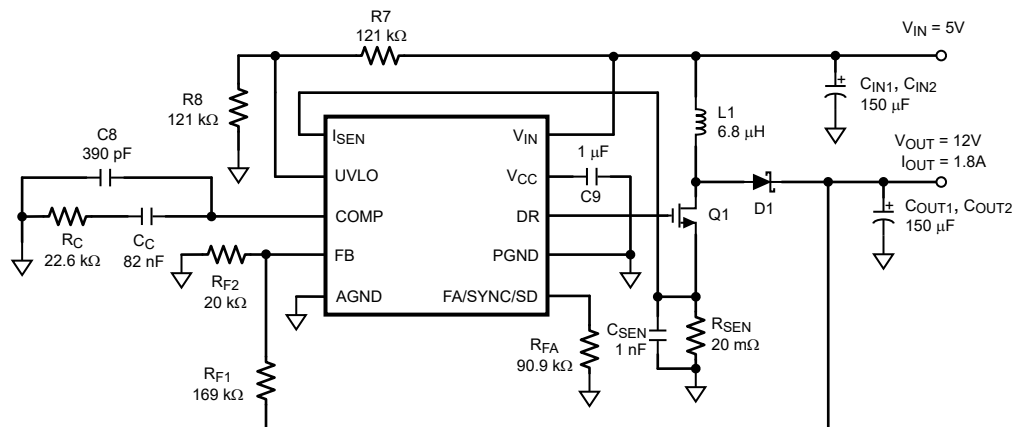 R7
121 kΩ
V_IN = 5V
R8
121 kΩ
C_IN1, C_IN2
150 µF
+
L1
6.8 µH
C8
390 pF
I_SEN
V_IN
1 µF
V_OUT = 12V
I_OUT = 1.8A
UVLO
V_CC
C9
D1
COMP
DR
Q1
C_OUT1, C_OUT2
150 µF
+
R_C
22.6 kΩ
C_C
82 nF
FB
PGND
R_F2
20 kΩ
AGND
FA/SYNC/SD
C_SEN
1 nF
R_SEN
20 mΩ
R_FA
90.9 kΩ
R_F1
169 kΩ